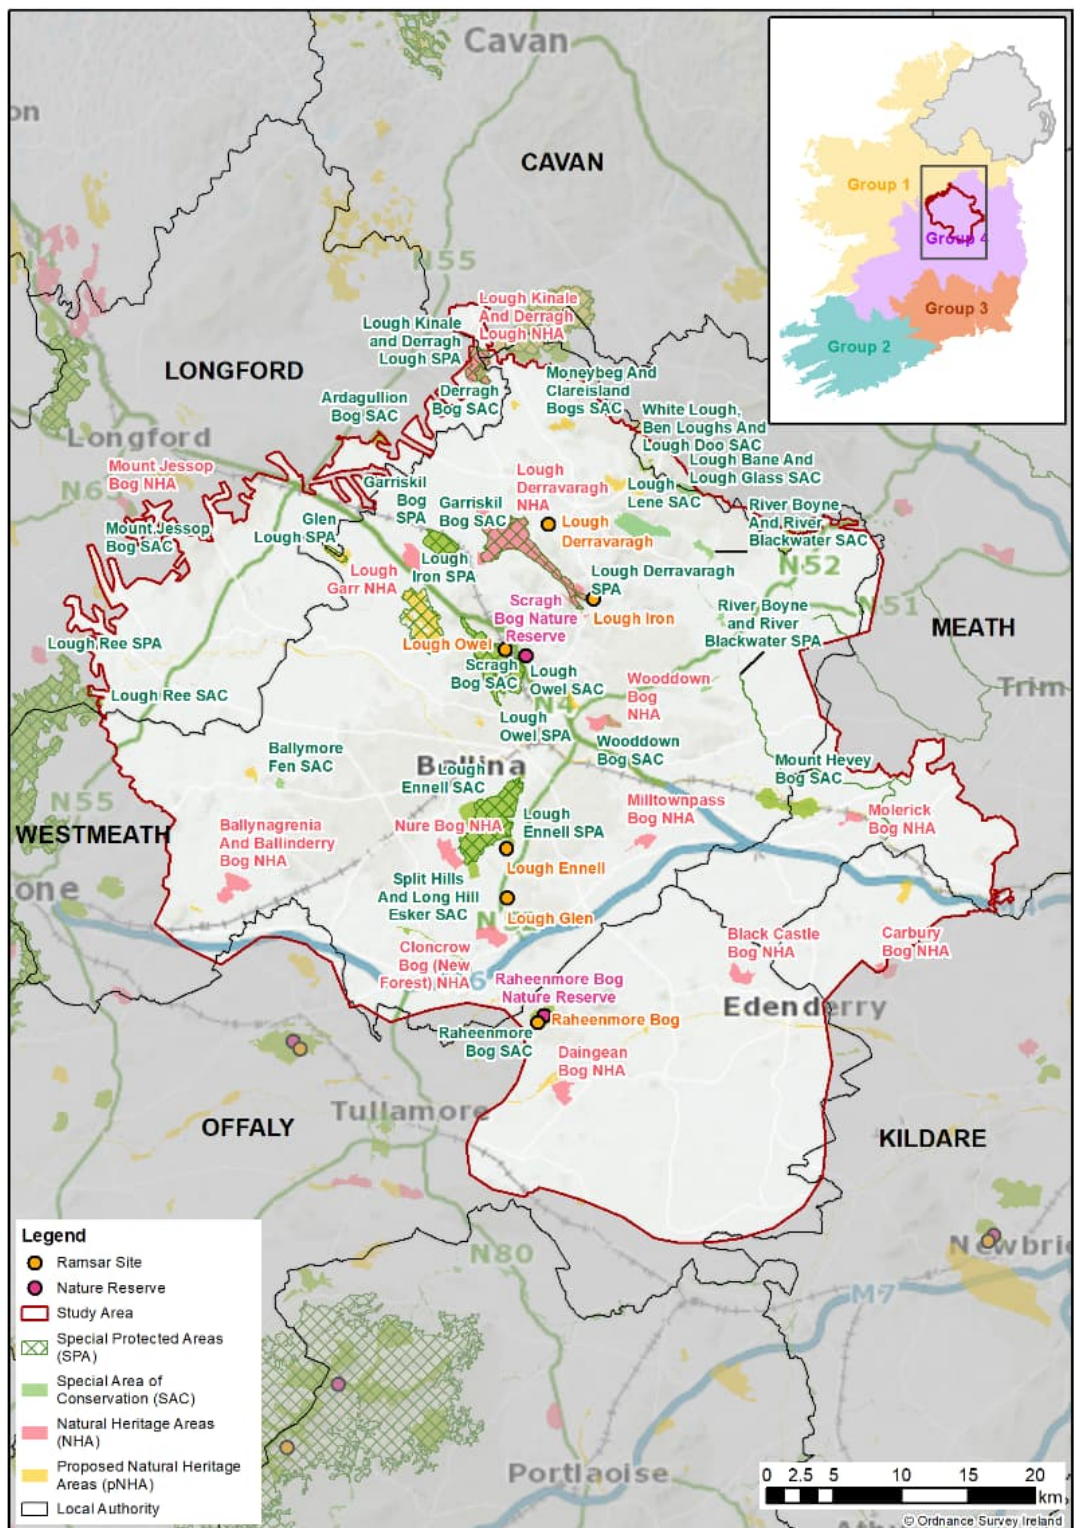 Cavan
on
CAVAN
Group 1
Group 4
Group 3
Group 2
N55
N4
Lough Kinale
And Derragh
Lough NHA
Lough Kinale
and Derragh
Lough SPA
LONGFORD
Moneybeg And
Clareisland
Bogs SAC
Derragh
Bog SAC
Ardagullion
Bog SAC
White Lough,
Ben Loughs And
Lough Doo SAC
Longford
Lough Bane And
Lough Glass SAC
Mount Jessop
Bog NHA
Lough
Derravaragh
NHA
Garriskil
Bog
SPA
Lough
Lene SAC
N63
Garriskil
Bog SAC
River Boyne
And River
Blackwater SAC
Glen
Lough SPA
Lough
Derravaragh
Mount Jessop
Bog SAC
Lough
Iron SPA
N52
Lough
Garr NHA
Lough Derravaragh
SPA
Scragh
Bog Nature
Reserve
River Boyne
and River
Blackwater SPA
N51
Lough Iron
MEATH
Lough Ree SPA
Lough Owel
Scragh
Bog SAC
Lough
Owel SAC
Wooddown
Bog
NHA
Trim
Lough Ree SAC
N4
Lough
Owel SPA
Wooddown
Bog SAC
Ballymore
Fen SAC
Ballina
Mount Hevey
Bog SAC
Lough
Ennell SAC
N55
Milltownpass
Bog NHA
Molerick
Bog NHA
Lough
Ennell SPA
WESTMEATH
Ballynagrenia
And Ballinderry
Bog NHA
Nure Bog NHA
Lough Ennell
one
Split Hills
And Long Hill
Esker SAC
Lough Glen
Black Castle
Bog NHA
Carbury
Bog NHA
Cloncrow
Bog (New
Forest) NHA
Raheenmore Bog
Nature Reserve
Edenderry
Raheenmore Bog
Raheenmore
Bog SAC
Daingean
Bog NHA
Tullamore
OFFALY
KILDARE
N80
Newbri
M7
Portlaoise
Legend
Ramsar Site
Nature Reserve
Study Area
Special Protected Areas
(SPA)
Special Area of
Conservation (SAC)
Natural Heritage Areas
(NHA)
Proposed Natural Heritage
Areas (pNHA)
Local Authority
0 2.5 5 10 15 20
km
© Ordnance Survey Ireland